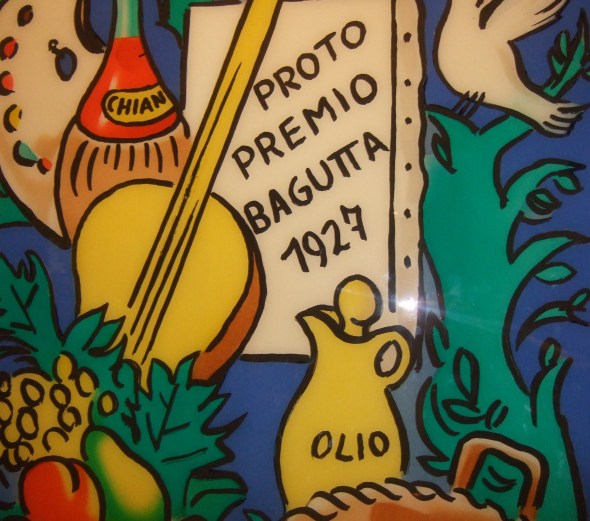 CHIAN
PROTO
PREMIO
BAGUTTA
1927
OLIO